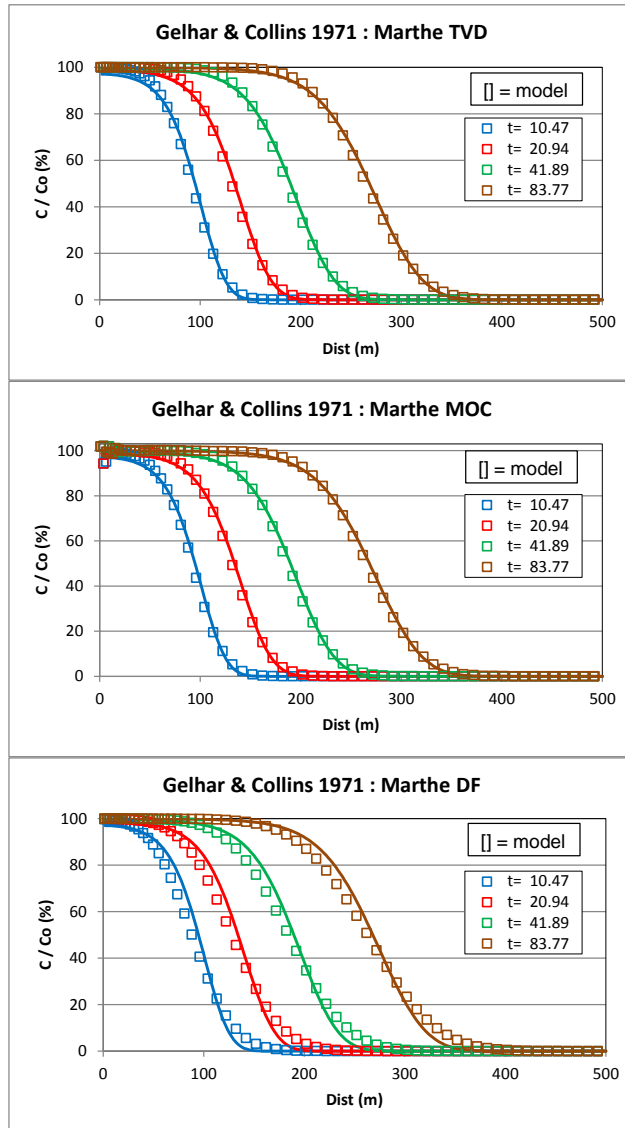 Gelhar & Collins 1971 : Marthe TVD
C / Co (%)
100
80
60
40
20
0
[] = model
t= 10.47
t= 20.94
t= 41.89
t= 83.77
0 100 200 300 400 500
Dist (m)
Gelhar & Collins 1971 : Marthe MOC
C / Co (%)
100
80
60
40
20
0
[] = model
t= 10.47
t= 20.94
t= 41.89
t= 83.77
0 100 200 300 400 500
Dist (m)
Gelhar & Collins 1971 : Marthe DF
C / Co (%)
100
80
60
40
20
0
[] = model
t= 10.47
t= 20.94
t= 41.89
t= 83.77
0 100 200 300 400 500
Dist (m)